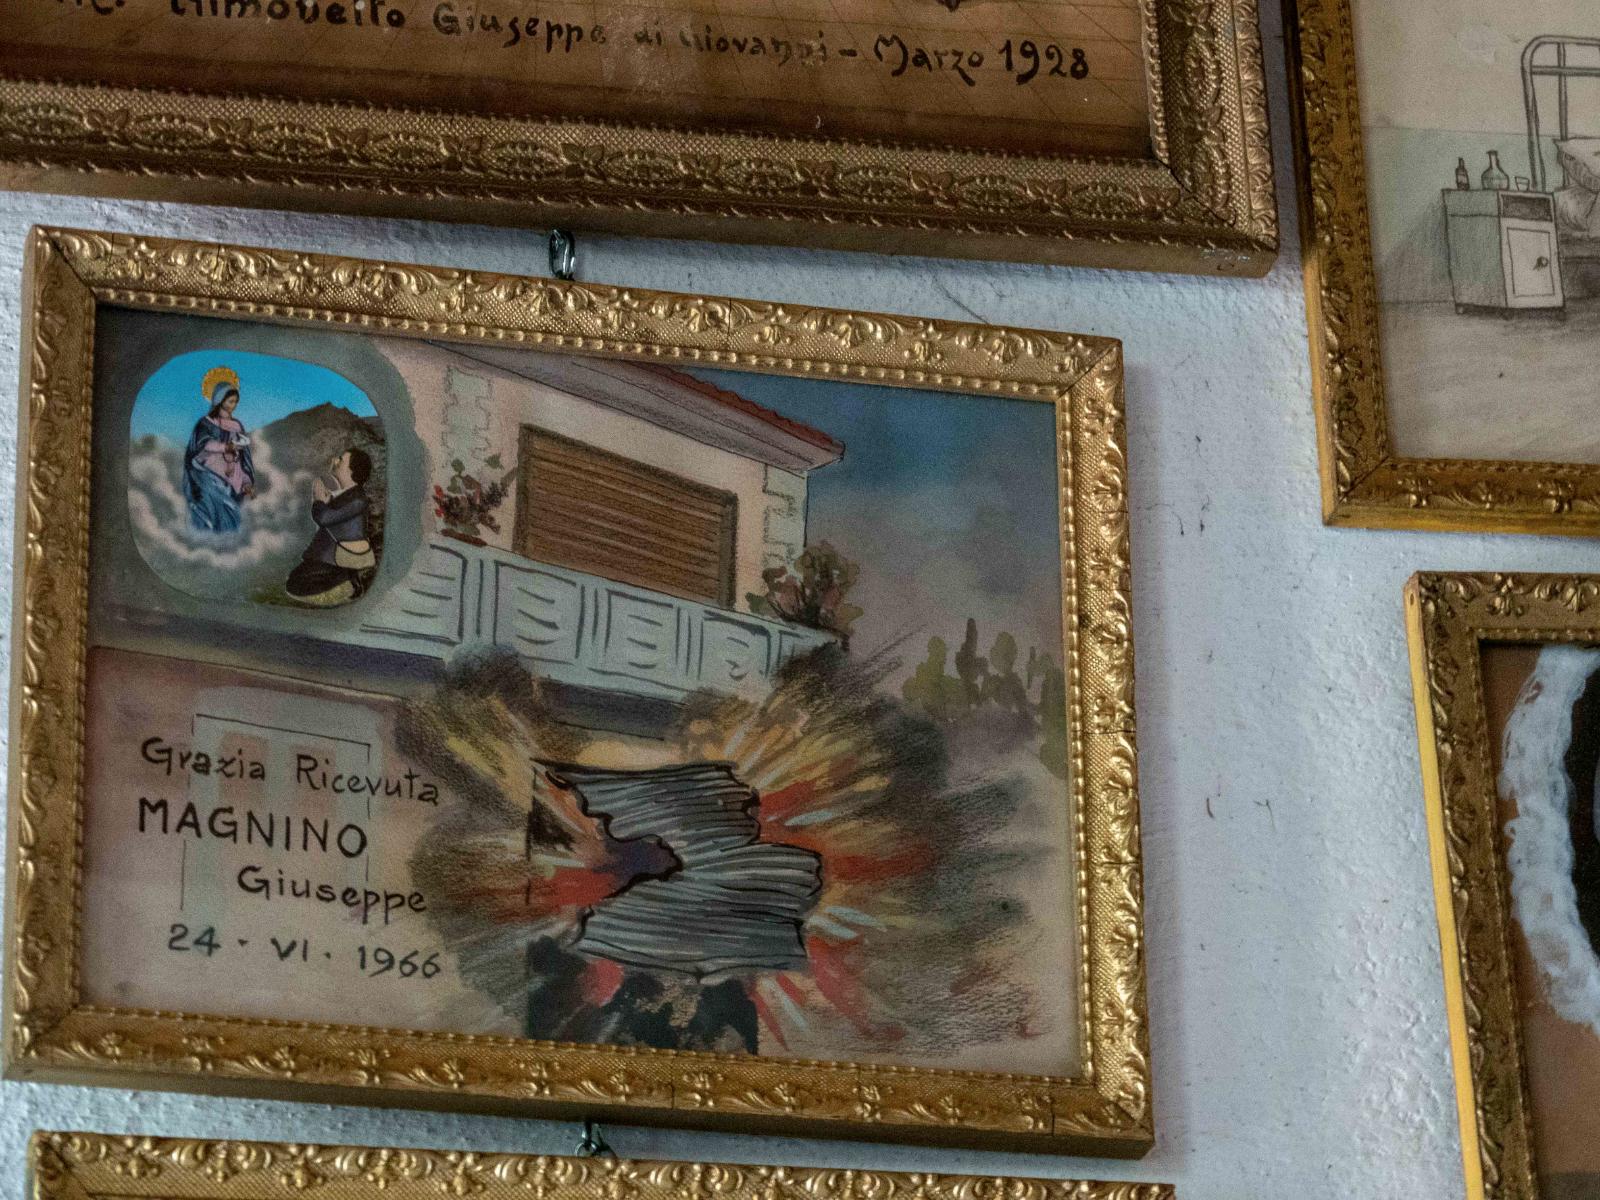 Giuseppe di Giovanni - Marzo 1928
Grazia Ricevuta
MAGNINO
Giuseppe
24 · VI · 1966